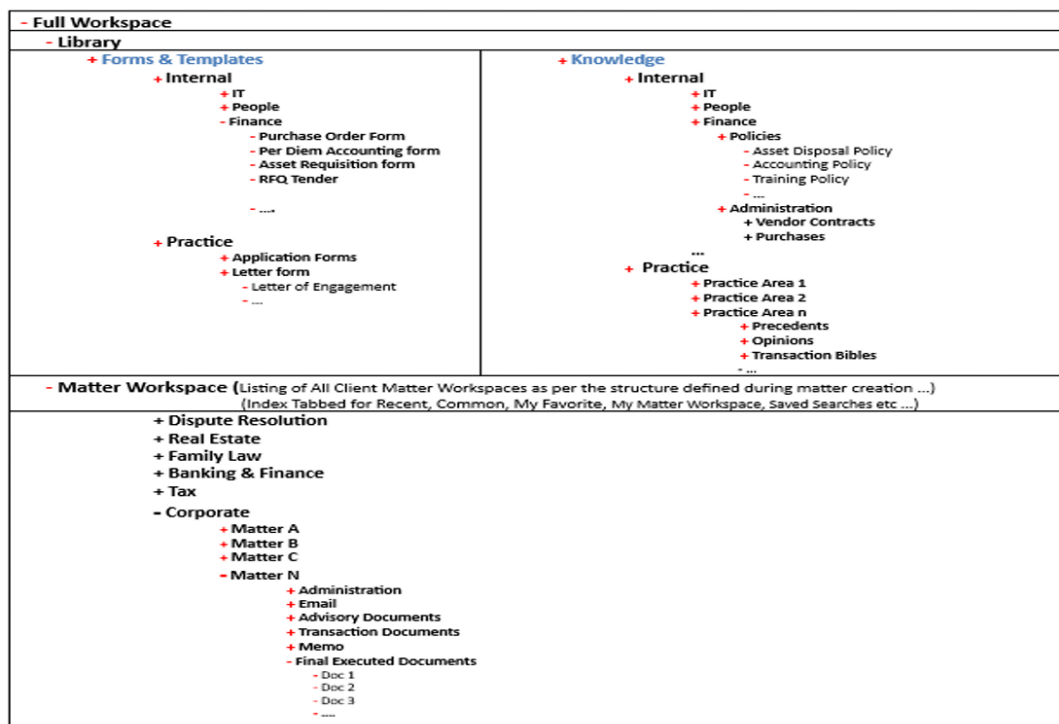 - Full Workspace
- Library
+ Forms & Templates
+ Internal
+ IT
+ People
- Finance
- Purchase Order Form
- Per Diem Accounting form
- Asset Requisition form
- RFQ Tender
- ....
+ Practice
+ Application Forms
+ Letter form
- Letter of Engagement
- ...
+ Knowledge
+ Internal
+ IT
+ People
+ Finance
+ Policies
- Asset Disposal Policy
- Accounting Policy
- Training Policy
- ...
+ Administration
+ Vendor Contracts
+ Purchases
...
+ Practice
+ Practice Area 1
+ Practice Area 2
+ Practice Area n
+ Precedents
+ Opinions
+ Transaction Bibles
- ...
- Matter Workspace (Listing of All Client Matter Workspaces as per the structure defined during matter creation ...)
(Index Tabbed for Recent, Common, My Favorite, My Matter Workspace, Saved Searches etc ...)
+ Dispute Resolution
+ Real Estate
+ Family Law
+ Banking & Finance
+ Tax
- Corporate
+ Matter A
+ Matter B
+ Matter C
- Matter N
+ Administration
+ Email
+ Advisory Documents
+ Transaction Documents
+ Memo
- Final Executed Documents
- Doc 1
- Doc 2
- Doc 3
- ....